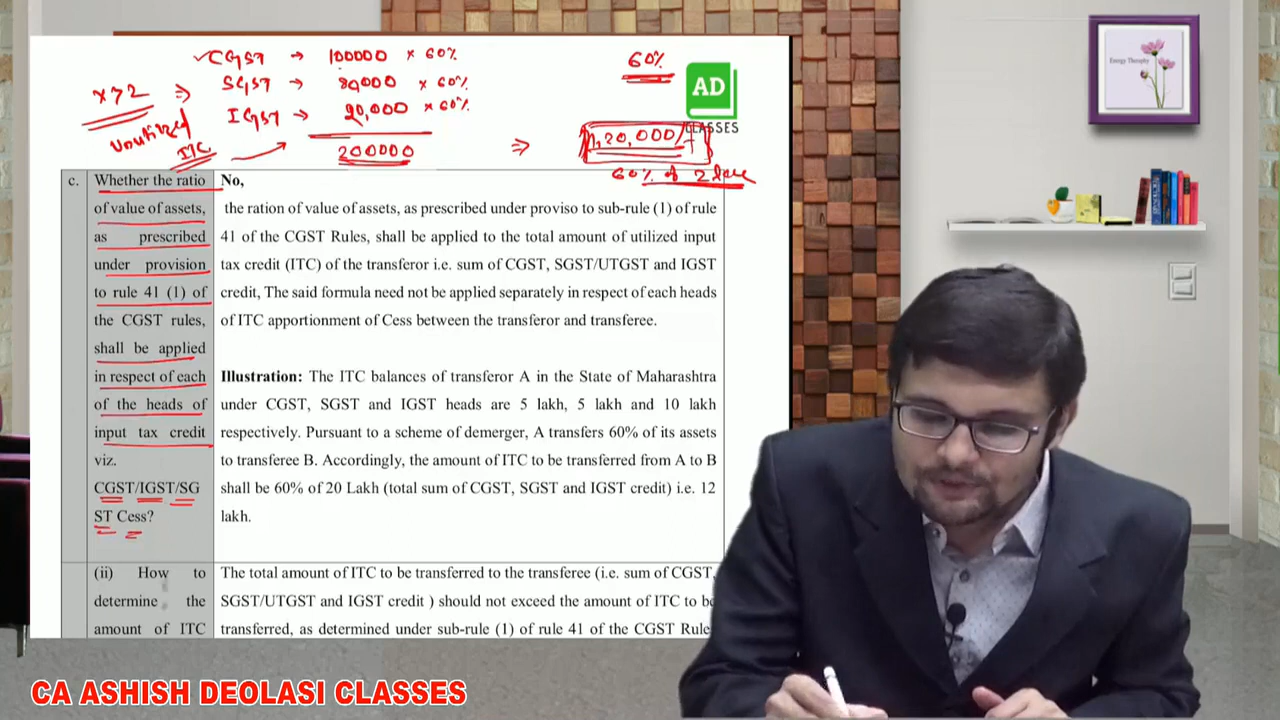 CGST → 100000 × 60%
SGST → 80000 × 60%
IGST → 20,000 × 60%
200000
60%
x > 2 ⇒
Unutilized
ITC
⇒ 1,20,000/-
60% of 2 lac
AD
CLASSES
Energy Theraphy
c.
Whether the ratio
of value of assets,
as prescribed
under provision
to rule 41 (1) of
the CGST rules,
shall be applied
in respect of each
of the heads of
input tax credit
viz.
CGST/IGST/SG
ST Cess?
No,
the ration of value of assets, as prescribed under proviso to sub-rule (1) of rule
41 of the CGST Rules, shall be applied to the total amount of utilized input
tax credit (ITC) of the transferor i.e. sum of CGST, SGST/UTGST and IGST
credit, The said formula need not be applied separately in respect of each heads
of ITC apportionment of Cess between the transferor and transferee.
Illustration: The ITC balances of transferor A in the State of Maharashtra
under CGST, SGST and IGST heads are 5 lakh, 5 lakh and 10 lakh
respectively. Pursuant to a scheme of demerger, A transfers 60% of its assets
to transferee B. Accordingly, the amount of ITC to be transferred from A to B
shall be 60% of 20 Lakh (total sum of CGST, SGST and IGST credit) i.e. 12
lakh.
(ii) How to
determine the
amount of ITC
The total amount of ITC to be transferred to the transferee (i.e. sum of CGST,
SGST/UTGST and IGST credit ) should not exceed the amount of ITC to be
transferred, as determined under sub-rule (1) of rule 41 of the CGST Rule
CA ASHISH DEOLASI CLASSES